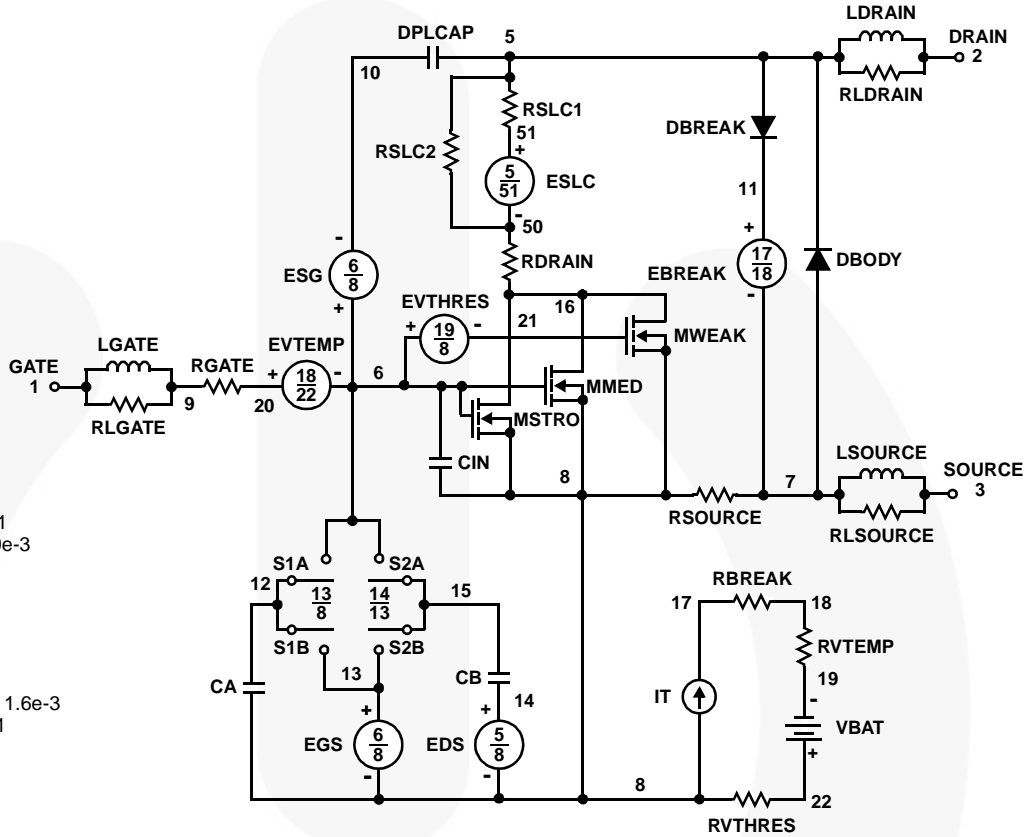 LDRAIN
DPLCAP
5
DRAIN
2
10
RLDRAIN
RSLC1
DBREAK
51
RSLC2
+
5
51
ESLC
11
-
50
-
+
17
18
RDRAIN
DBODY
ESG
6
8
EBREAK
16
-
+
EVTHRES
21
+
19
8
-
MWEAK
LGATE
EVTEMP
GATE
1
RGATE
+
18
22
-
6
MMED
9
20
MSTRO
RLGATE
LSOURCE
CIN
8
7
SOURCE
3
RSOURCE
RLSOURCE
1
e-3
S1A
S2A
12
13
8
14
13
15
RBREAK
17
18
S1B
S2B
RVTEMP
13
CB
19
CA
14
IT
-
1.6e-3
+
+
VBAT
EGS
6
8
EDS
5
8
+
-
-
8
22
RVTHRES